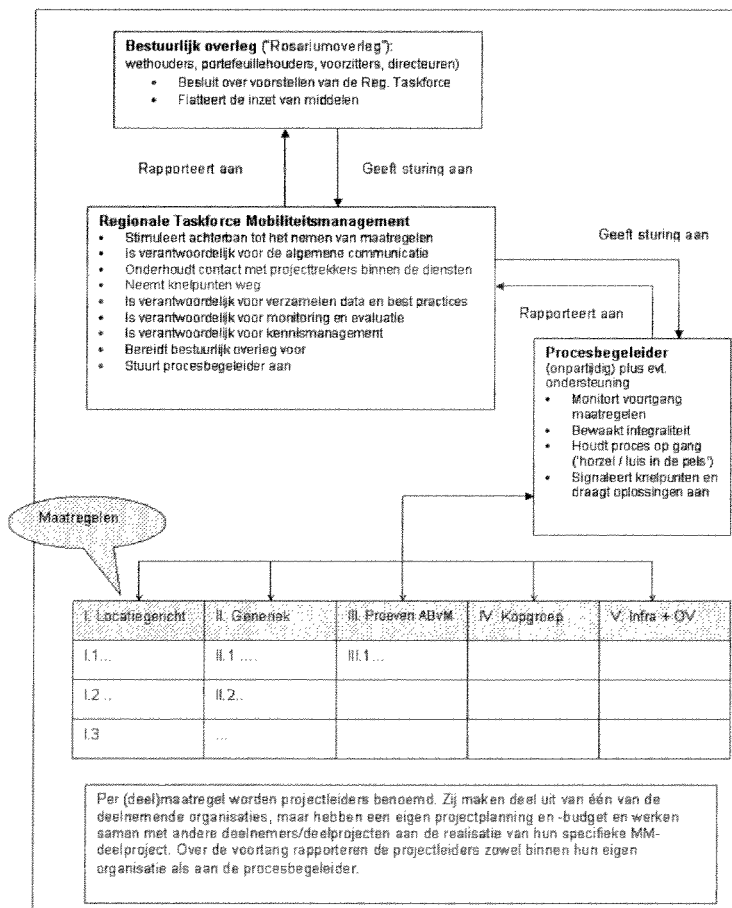 Bestuurlijk overleg ("Rosariumoverleg"):
wethouders, portefeuillehouders, voorzitters, directeuren)
• Besluit over voorstellen van de Reg. Taskforce
• Fiatteert de inzet van middelen
Rapporteert aan
Geeft sturing aan
Regionale Taskforce Mobiliteitsmanagement
• Stimuleert achterban tot het nemen van maatregelen
• Is verantwoordelijk voor de algemene communicatie
• Onderhoudt contact met projecttrekkers binnen de diensten
• Neemt knelpunten weg
• Is verantwoordelijk voor verzamelen data en best practices
• Is verantwoordelijk voor monitoring en evaluatie
• Is verantwoordelijk voor kennismanagement
• Bereidt bestuurlijk overleg voor
• Stuurt procesbegeleider aan
Geeft sturing aan
Rapporteert aan
Procesbegeleider
(onpartijdig) plus evt.
ondersteuning
• Monitort voortgang
maatregelen
• Bewaakt integraliteit
• Houdt proces op gang
('horzel / luis in de pels')
• Signaleert knelpunten en
draagt oplossingen aan
Maatregelen
I. Locatiegericht II. Generiek III. Proeven ABvM IV. Kopgroep V. Infra + OV
I.1... II.1 .... III.1...
I.2 .. II.2..
I.3 ...
Per (deel)maatregel worden projectleiders benoemd. Zij maken deel uit van één van de
deelnemende organisaties, maar hebben een eigen projectplanning en -budget en werken
saman met andere deelnemers/deelprojecten aan de realisatie van hun specifieke MM-
deelproject. Over de voortang rapporteren de projectleiders zowel binnen hun eigen
organisatie als aan de procesbegeleider.